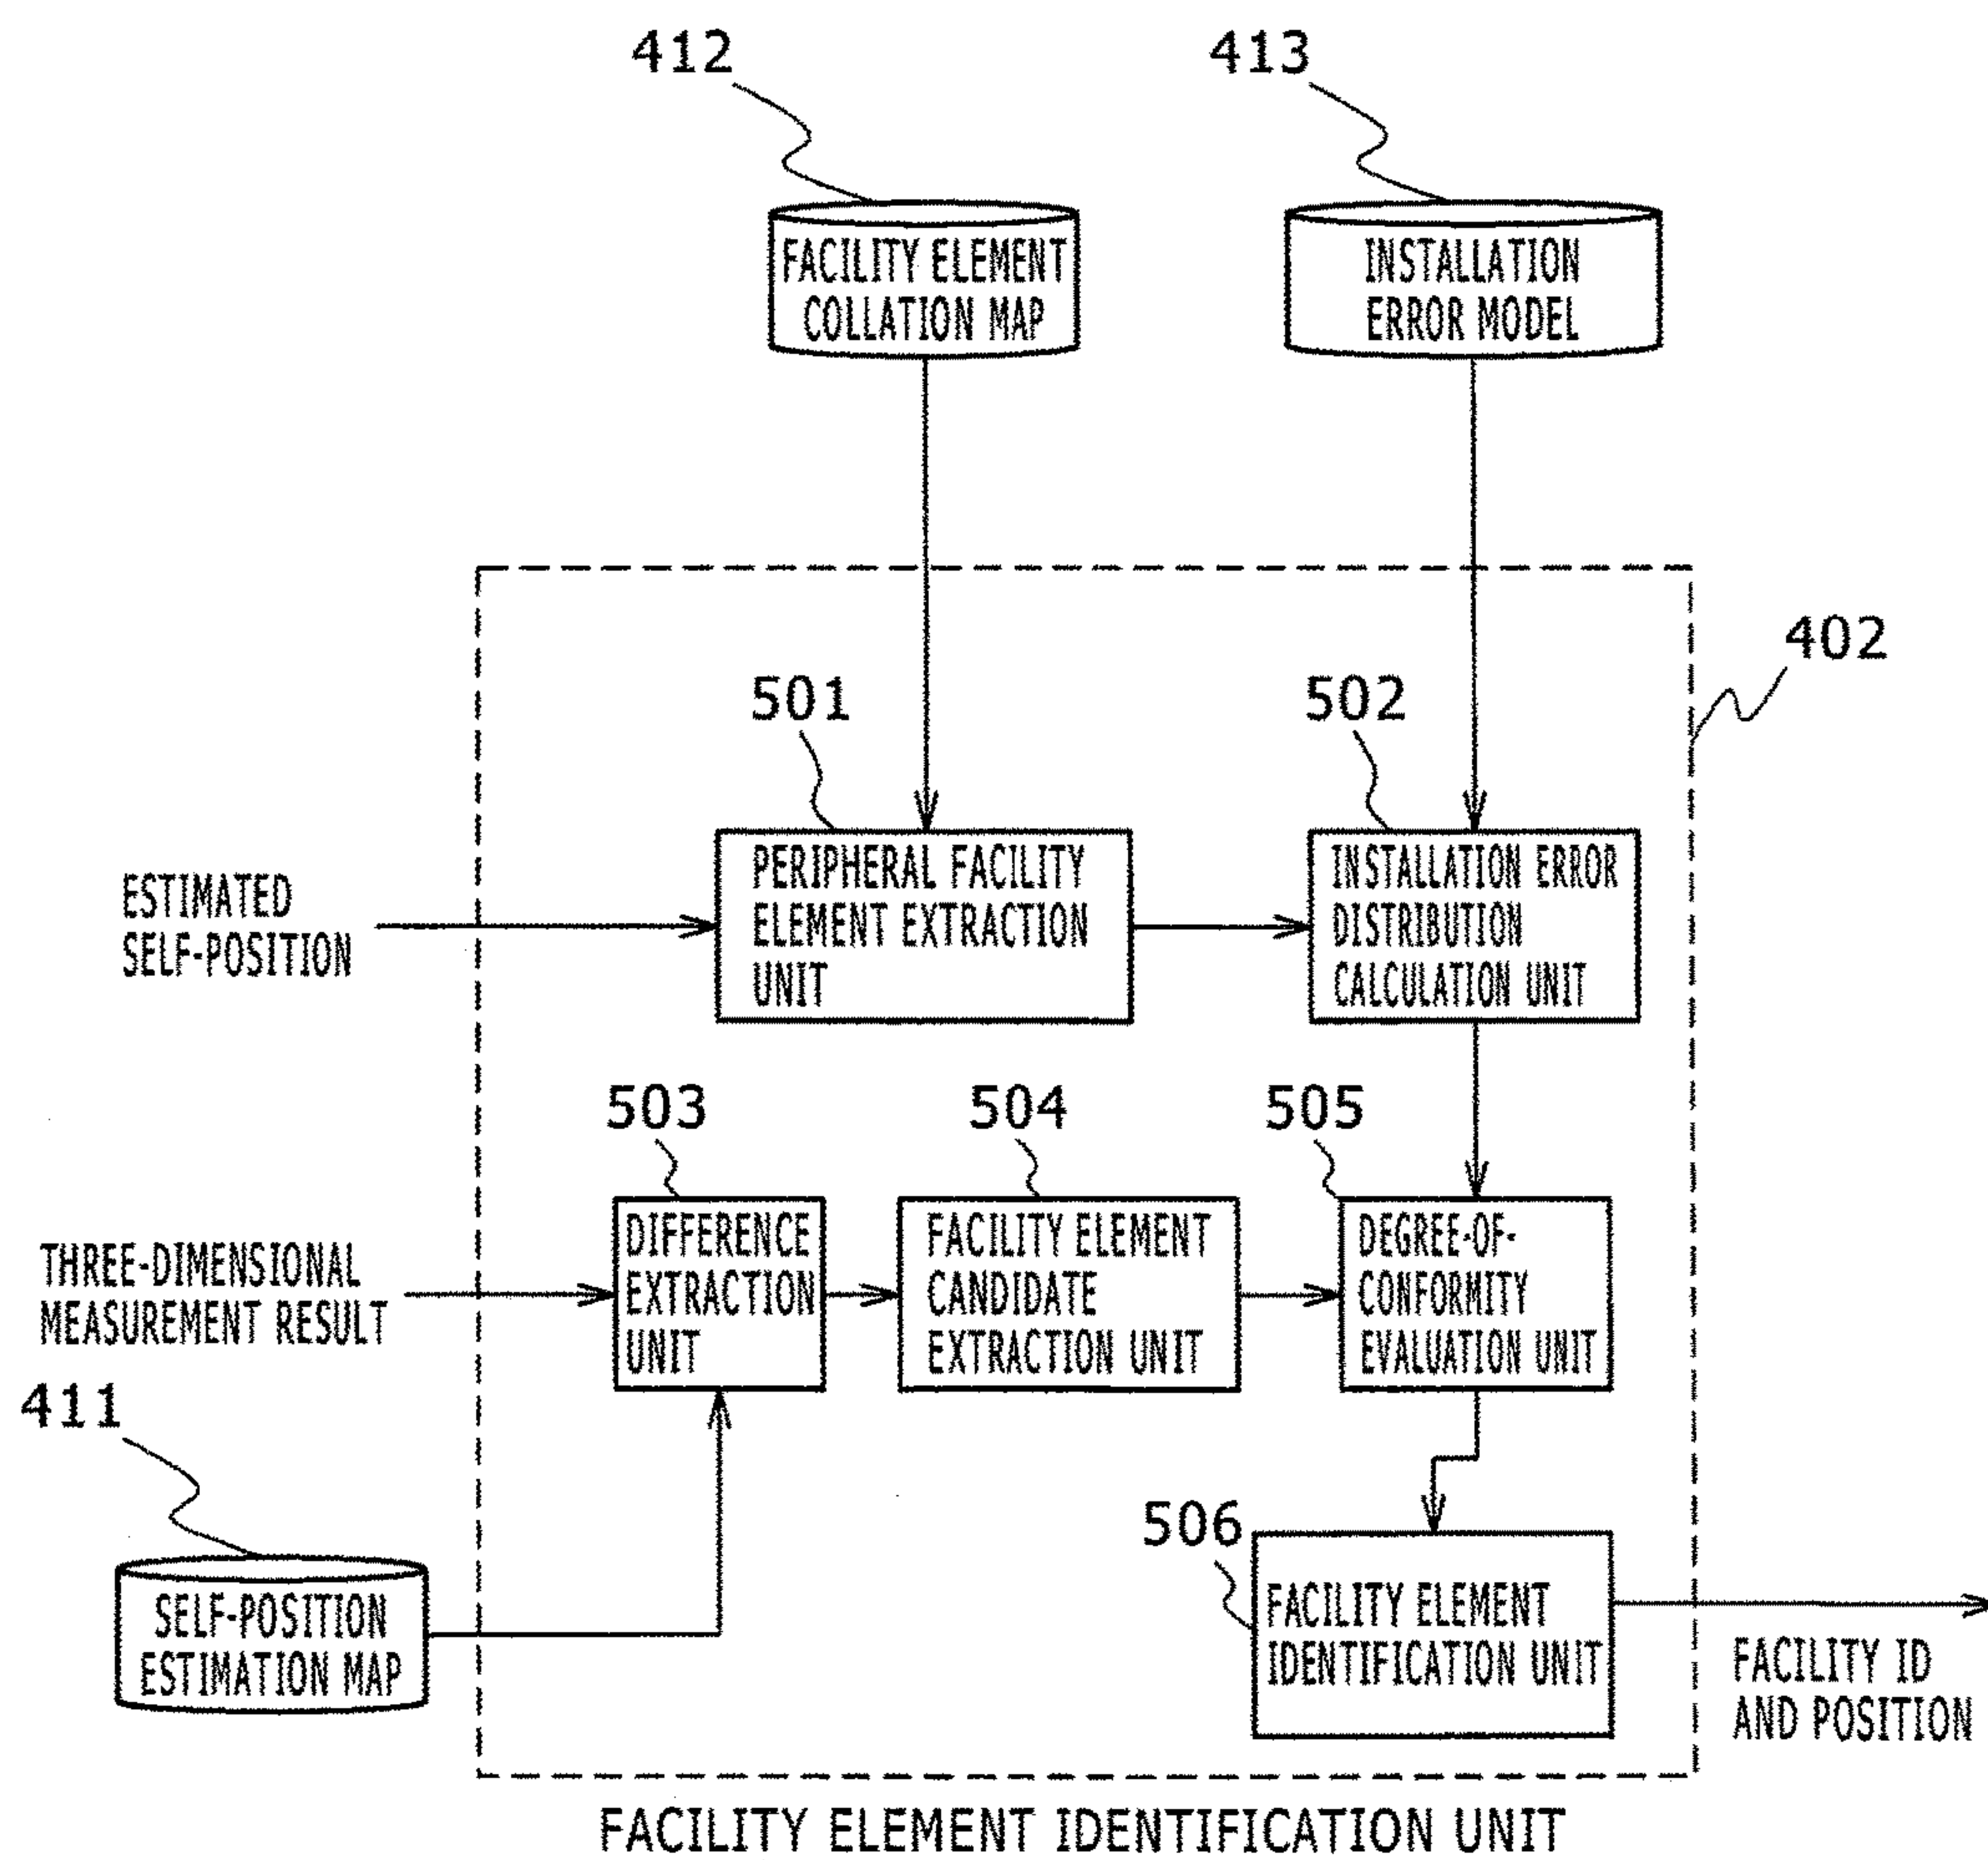 412
413
FACILITY ELEMENT
COLLATION MAP
INSTALLATION
ERROR MODEL
402
501
502
ESTIMATED
SELF-POSITION
PERIPHERAL FACILITY
ELEMENT EXTRACTION
UNIT
INSTALLATION ERROR
DISTRIBUTION
CALCULATION UNIT
503
504
505
THREE-DIMENSIONAL
MEASUREMENT RESULT
DIFFERENCE
EXTRACTION
UNIT
FACILITY ELEMENT
CANDIDATE
EXTRACTION UNIT
DEGREE-OF-
CONFORMITY
EVALUATION UNIT
411
SELF-POSITION
ESTIMATION MAP
506
FACILITY ELEMENT
IDENTIFICATION UNIT
FACILITY ID
AND POSITION
FACILITY ELEMENT IDENTIFICATION UNIT